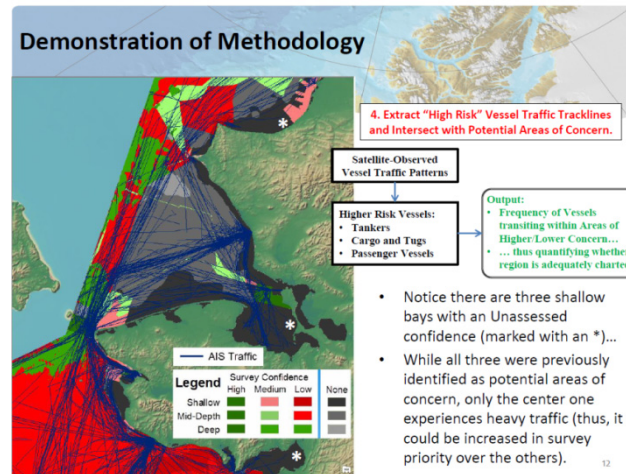 Demonstration of Methodology
4. Extract "High Risk" Vessel Traffic Tracklines
and Intersect with Potential Areas of Concern.
Satellite-Observed
Vessel Traffic Patterns
Higher Risk Vessels:
• Tankers
• Cargo and Tugs
• Passenger Vessels
Output:
• Frequency of Vessels
transiting within Areas of
Higher/Lower Concern…
• … thus quantifying whether
region is adequately charted
*
*
*
AIS Traffic
Legend Survey Confidence
High Medium Low None
Shallow
Mid-Depth
Deep
• Notice there are three shallow
bays with an Unassessed
confidence (marked with an *)…
• While all three were previously
identified as potential areas of
concern, only the center one
experiences heavy traffic (thus, it
could be increased in survey
priority over the others).
12